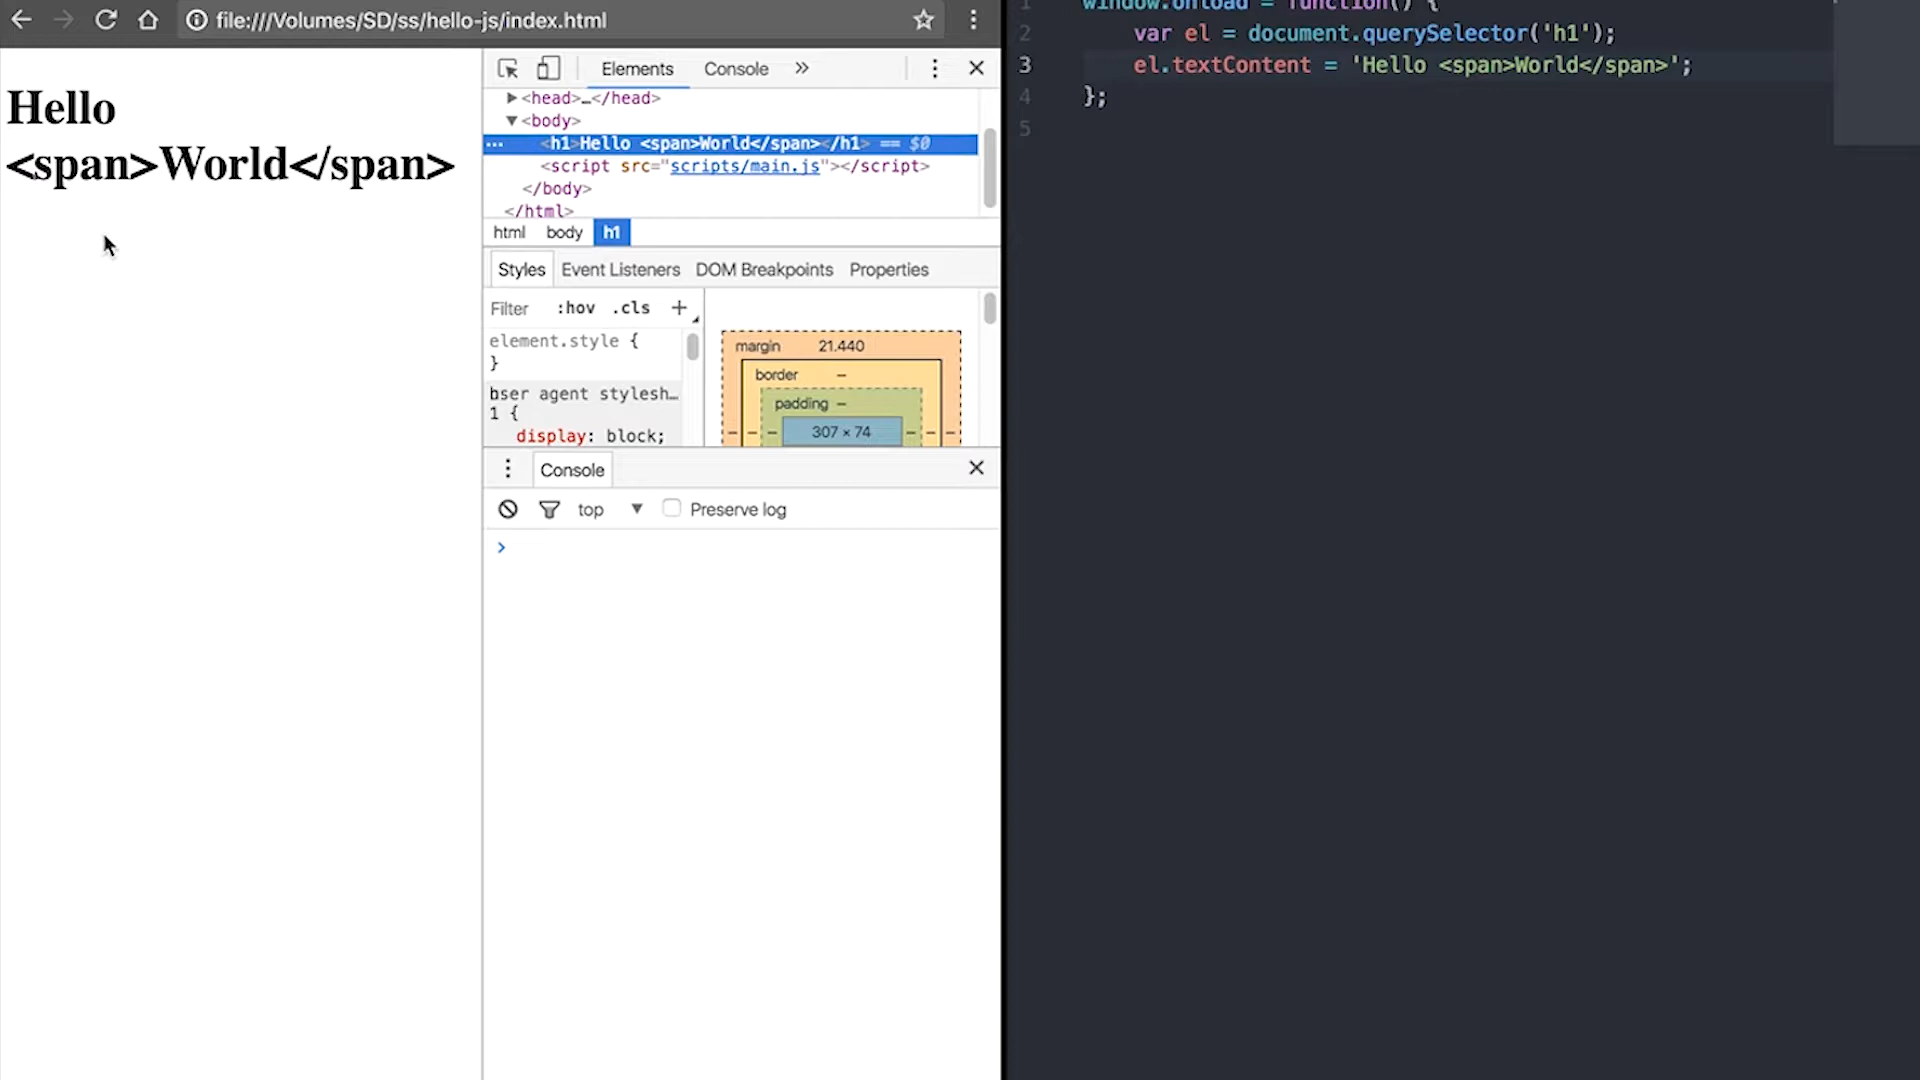 file:///Volumes/SD/ss/hello-js/index.html
Hello
<span>World</span>
Elements Console »
<head>…</head>
<body>
<h1>Hello <span>World</span></h1> == $0
<script src="scripts/main.js"></script>
</body>
</html>
html body h1
Styles Event Listeners DOM Breakpoints Properties
Filter :hov .cls +
element.style {
}
bser agent stylesh…
1 {
display: block;
margin 21.440
border –
padding –
– – – 307 × 74 – – –
Console
top Preserve log
>
1 window.onload = function() {
2 var el = document.querySelector('h1');
3 el.textContent = 'Hello <span>World</span>';
4 };
5